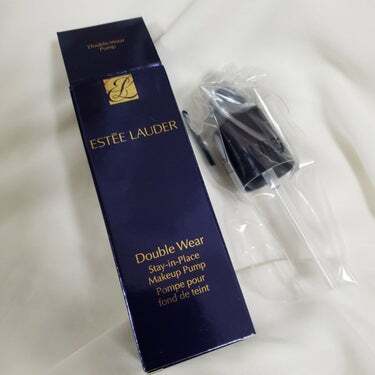 Double Wear
Pump
ESTĒE LAUDER
Double Wear
Stay-in-Place
Makeup Pump
Pompe pour
fond de teint